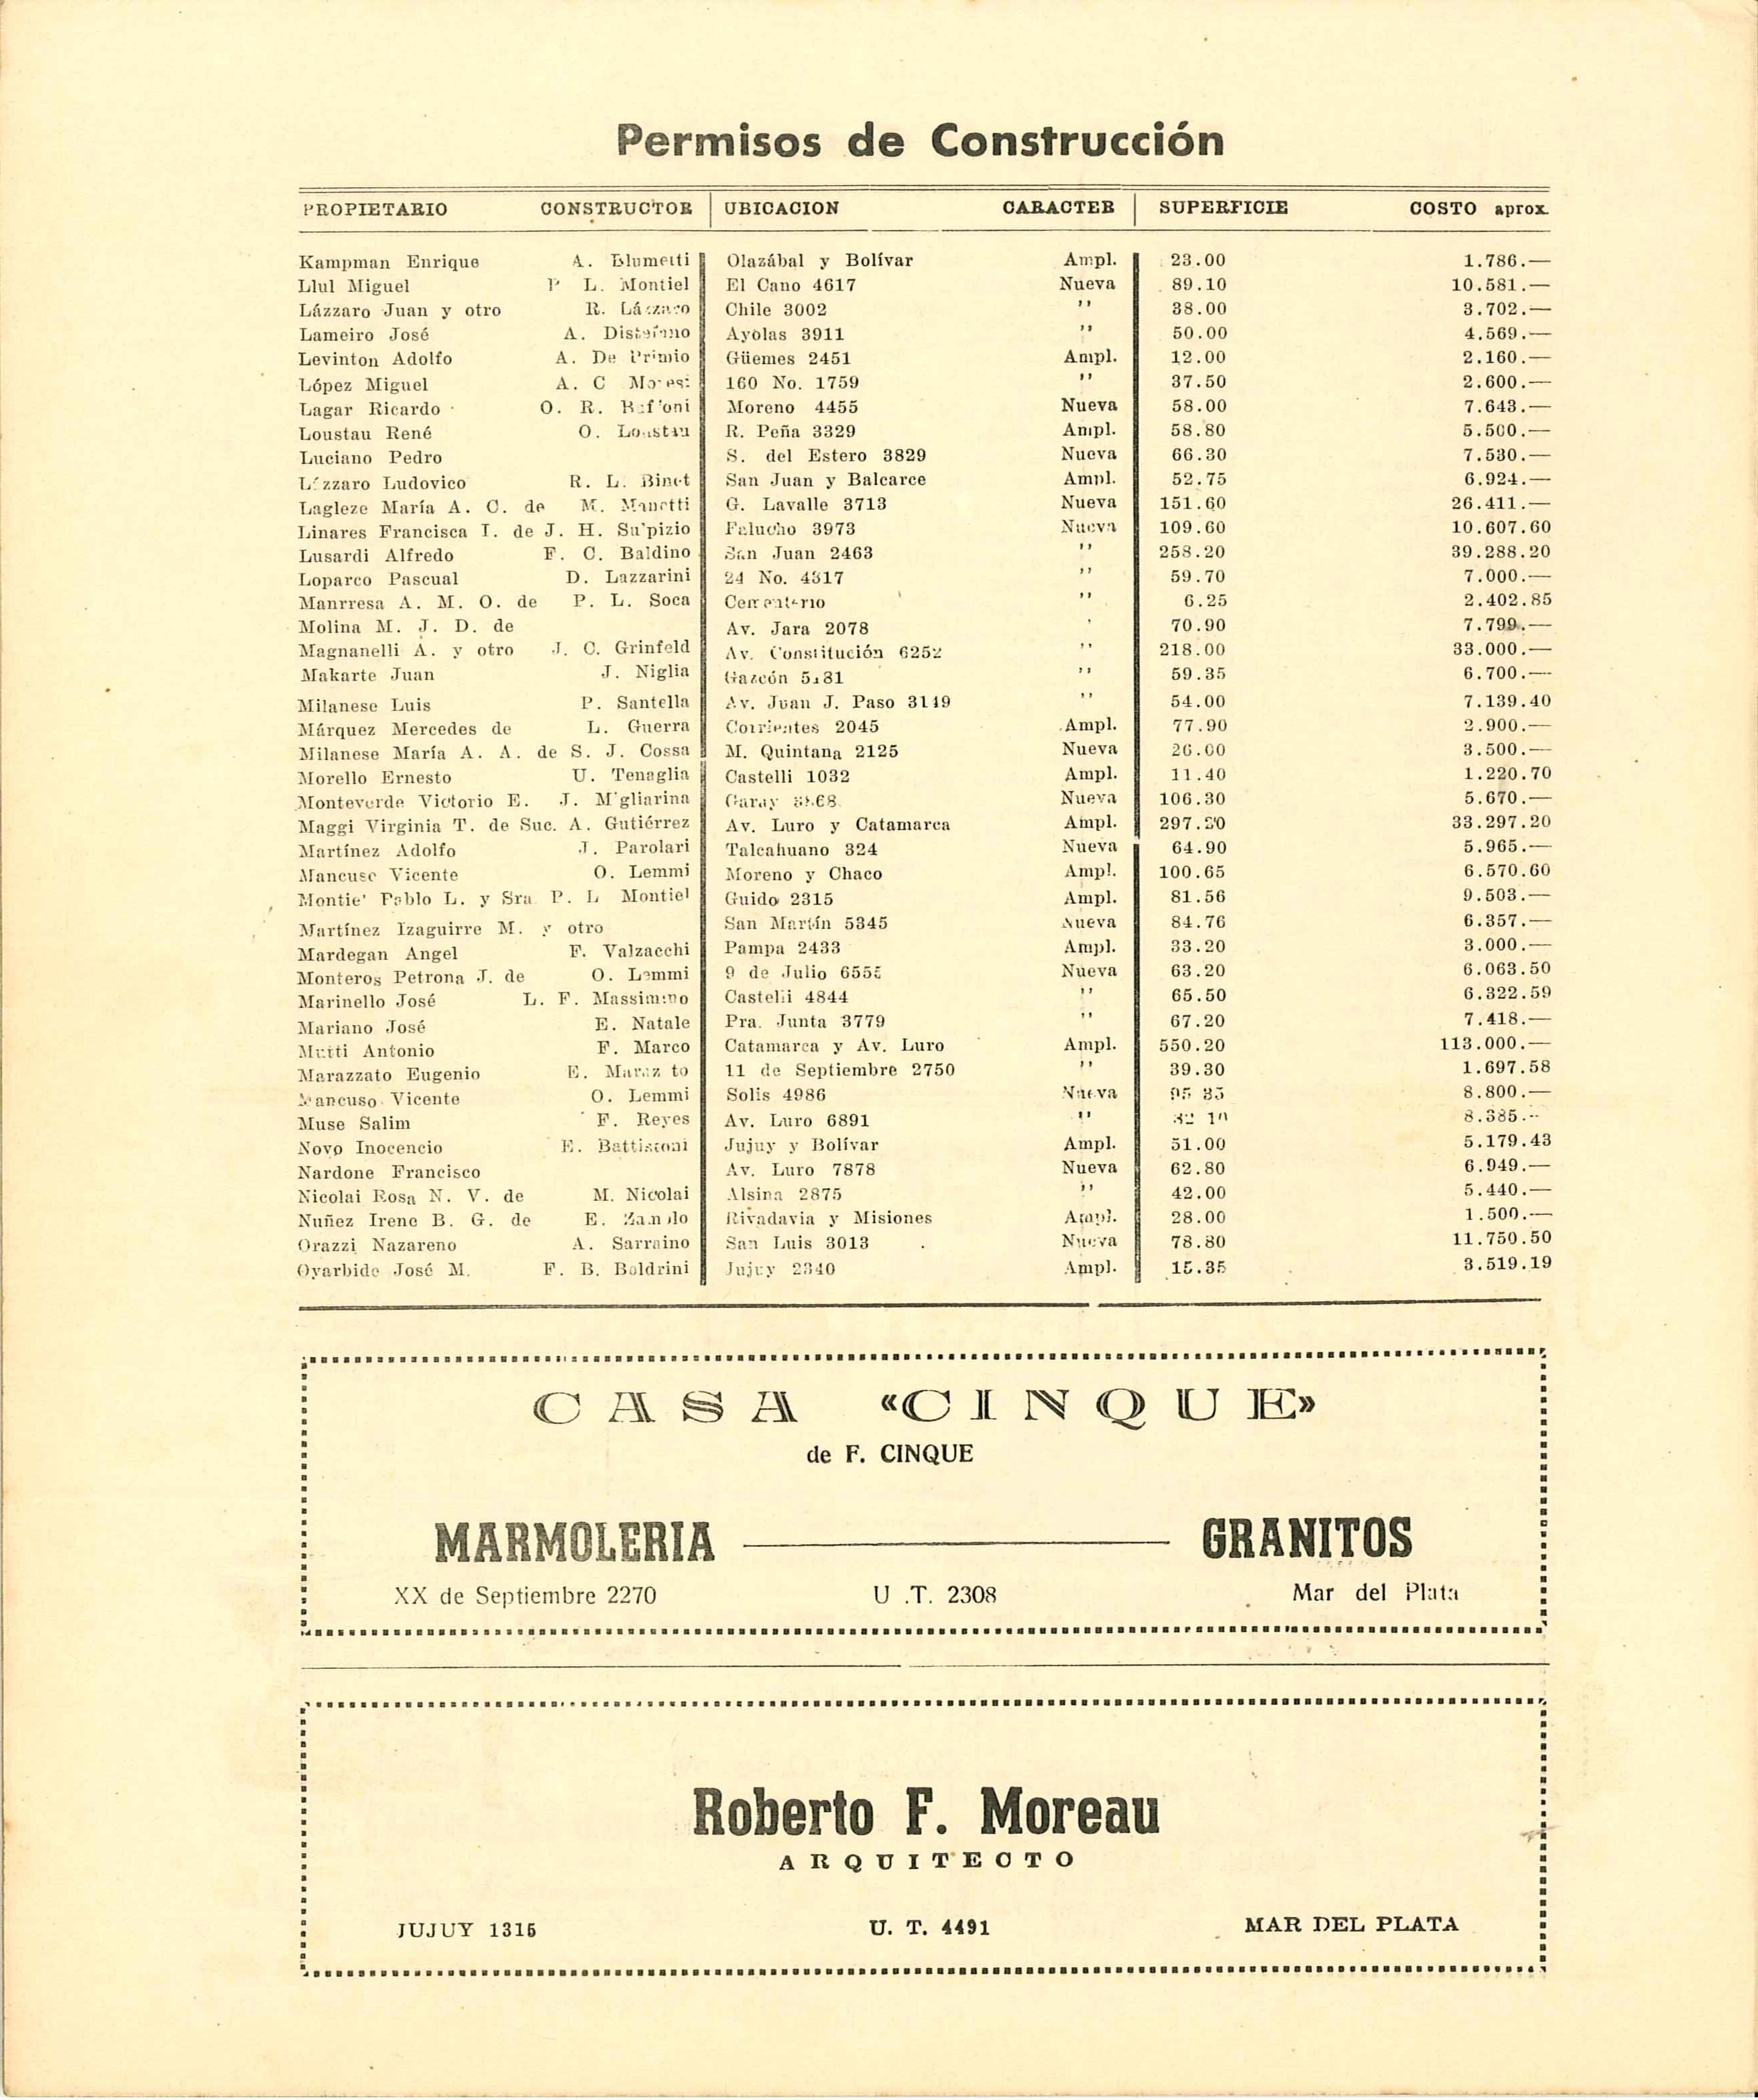 Permisos de Construcción
PROPIETARIO CONSTRUCTOR UBICACION CARACTER SUPERFICIE COSTO aprox.
Kampman Enrique A. Blumetti Olazábal y Bolívar Ampl. 23.00 1.786.—
Llul Miguel P L. Montiel El Cano 4617 Nueva 89.10 10.581.—
Lázzaro Juan y otro R. Lázzaro Chile 3002 '' 38.00 3.702.—
Lameiro José A. Distefano Ayolas 3911 '' 50.00 4.569.—
Levinton Adolfo A. De Primio Güemes 2451 Ampl. 12.00 2.160.—
López Miguel A. C 160 No. 1759 '' 37.50 2.600.—
Lagar Ricardo O. R. Moreno 4455 Nueva 58.00 7.643.—
Loustau René O. Loustau R. Peña 3329 Ampl. 58.80 5.500.—
Luciano Pedro S. del Estero 3829 Nueva 66.30 7.530.—
Lázzaro Ludovico R. L. Binet San Juan y Balcarce Ampl. 52.75 6.924.—
Lagleze María A. C. de M. Manetti G. Lavalle 3713 Nueva 151.60 26.411.—
Linares Francisca I. de J. H. Sulpizio Falucho 3973 Nueva 109.60 10.607.60
Lusardi Alfredo F. C. Baldino San Juan 2463 '' 258.20 39.288.20
Loparco Pascual D. Lazzarini 24 No. 4317 '' 59.70 7.000.—
Manrresa A. M. O. de P. L. Soca Cementerio '' 6.25 2.402.85
Molina M. J. D. de Av. Jara 2078 ' 70.90 7.799.—
Magnanelli A. y otro J. C. Grinfeld Av. Constitución 6252 '' 218.00 33.000.—
Makarte Juan J. Niglia Gascón '' 59.35 6.700.—
Milanese Luis P. Santella Av. Juan J. Paso 3119 '' 54.00 7.139.40
Márquez Mercedes de L. Guerra Corrientes 2045 Ampl. 77.90 2.900.—
Milanese María A. A. de S. J. Cossa M. Quintana 2125 Nueva 26.00 3.500.—
Morello Ernesto U. Tenaglia Castelli 1032 Ampl. 11.40 1.220.70
Monteverde Victorio E. J. Migliarina Garay Nueva 106.30 5.670.—
Maggi Virginia T. de Suc. A. Gutiérrez Av. Luro y Catamarca Ampl. 297.20 33.297.20
Martínez Adolfo J. Parolari Talcahuano 324 Nueva 64.90 5.965.—
Mancuso Vicente O. Lemmi Moreno y Chaco Ampl. 100.65 6.570.60
Montiel Pablo L. y Sra P. L Montiel Guido 2315 Ampl. 81.56 9.503.—
Martínez Izaguirre M. y otro San Martín 5345 Nueva 84.76 6.357.—
Mardegan Angel F. Valzacchi Pampa 2433 Ampl. 33.20 3.000.—
Monteros Petrona J. de O. Lemmi 9 de Julio 6555 Nueva 63.20 6.063.50
Marinello José L. F. Massimino Castelli 4844 '' 65.50 6.322.59
Mariano José E. Natale Pra. Junta 3779 '' 67.20 7.418.—
Mutti Antonio F. Marco Catamarca y Av. Luro Ampl. 550.20 113.000.—
Marazzato Eugenio E. Marazzato 11 de Septiembre 2750 '' 39.30 1.697.58
Mancuso Vicente O. Lemmi Solis 4986 Nueva 95 35 8.800.—
Muse Salim F. Reyes Av. Luro 6891 '' 8.385.—
Novo Inocencio E. Battistoni Jujuy y Bolívar Ampl. 51.00 5.179.43
Nardone Francisco Av. Luro 7878 Nueva 62.80 6.949.—
Nicolai Rosa N. V. de M. Nicolai Alsina 2875 '' 42.00 5.440.—
Nuñez Irene B. G. de E. Zanolo Rivadavia y Misiones Ampl. 28.00 1.500.—
Orazzi Nazareno A. Sarraino San Luis 3013 Nueva 78.80 11.750.50
Oyarbide José M. F. B. Boldrini Jujuy 2340 Ampl. 15.35 3.519.19
CASA «CINQUE»
de F. CINQUE
MARMOLERIA GRANITOS
XX de Septiembre 2270 U .T. 2308 Mar del Plata
Roberto F. Moreau
ARQUITECTO
JUJUY 1315 U. T. 4491 MAR DEL PLATA